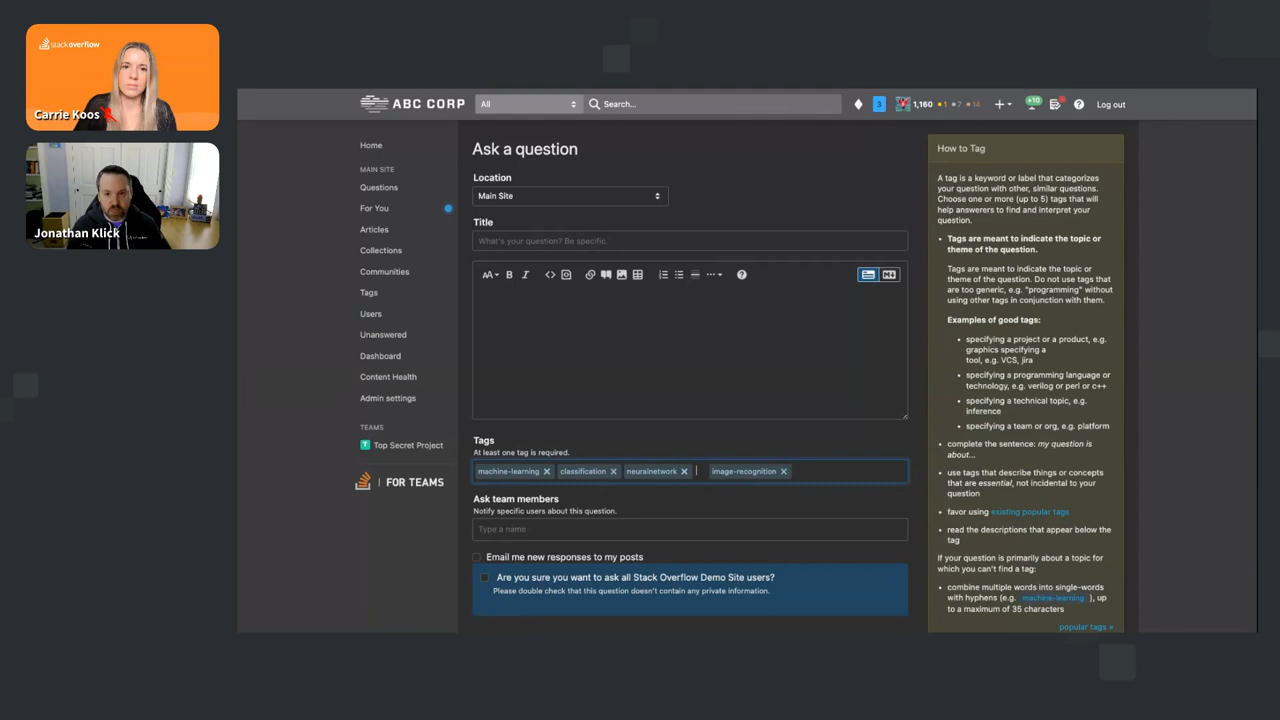 stackoverflow
Carrie Koos
Jonathan Klick
ABC CORP
All
Search...
3
1,160
1
7
14
+10
Log out
Home
MAIN SITE
Questions
For You
Articles
Collections
Communities
Tags
Users
Unanswered
Dashboard
Content Health
Admin settings
TEAMS
T
Top Secret Project
FOR TEAMS
Ask a question
Location
Main Site
Title
What's your question? Be specific.
Tags
At least one tag is required.
machine-learning
classification
neuralnetwork
image-recognition
Ask team members
Notify specific users about this question.
Type a name
Email me new responses to my posts
Are you sure you want to ask all Stack Overflow Demo Site users?
Please double check that this question doesn't contain any private information.
How to Tag
A tag is a keyword or label that categorizes
your question with other, similar questions.
Choose one or more (up to 5) tags that will
help answerers to find and interpret your
question.
Tags are meant to indicate the topic or
theme of the question.
Tags are meant to indicate the topic or
theme of the question. Do not use tags that
are too generic, e.g. "programming" without
using other tags in conjunction with them.
Examples of good tags:
specifying a project or a product, e.g.
graphics specifying a
tool, e.g. VCS, jira
specifying a programming language or
technology, e.g. verilog or perl or c++
specifying a technical topic, e.g.
inference
specifying a team or org, e.g. platform
complete the sentence: my question is
about...
use tags that describe things or concepts
that are essential, not incidental to your
question
favor using existing popular tags
read the descriptions that appear below the
tag
If your question is primarily about a topic for
which you can't find a tag:
combine multiple words into single-words
with hyphens (e.g. machine-learning ), up
to a maximum of 35 characters
popular tags »